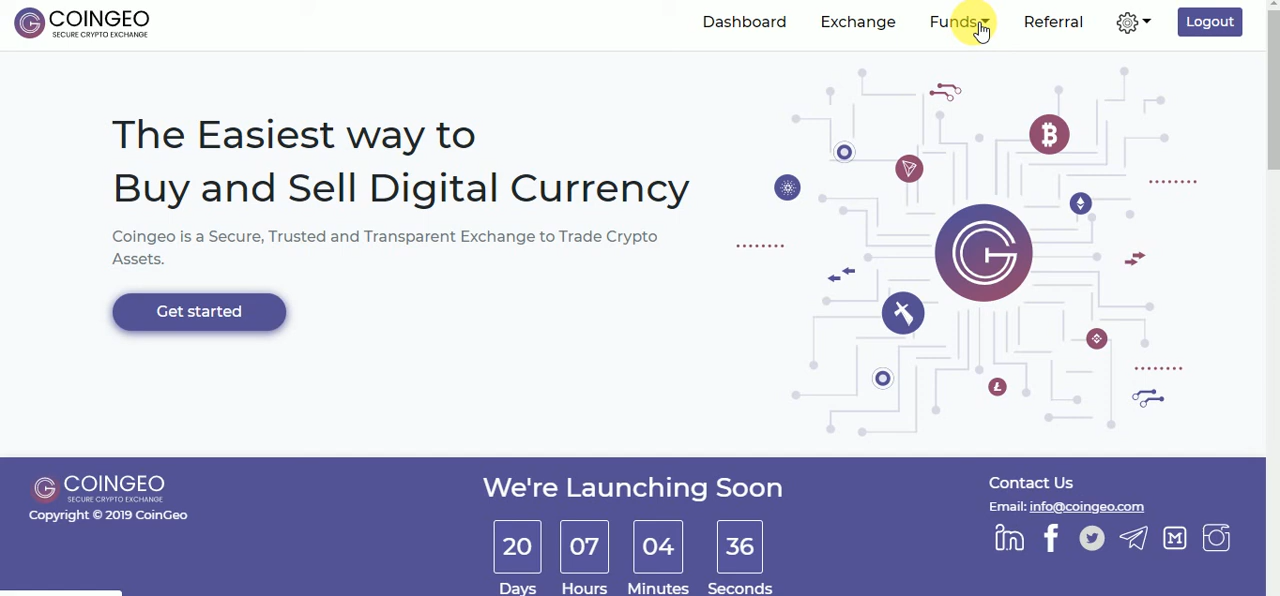 COINGEO
SECURE CRYPTO EXCHANGE
Dashboard Exchange Funds Referral Logout
The Easiest way to
Buy and Sell Digital Currency
Coingeo is a Secure, Trusted and Transparent Exchange to Trade Crypto
Assets.
Get started
COINGEO
SECURE CRYPTO EXCHANGE
Copyright © 2019 CoinGeo
We're Launching Soon
20 07 04 36
Days Hours Minutes Seconds
Contact Us
Email: info@coingeo.com